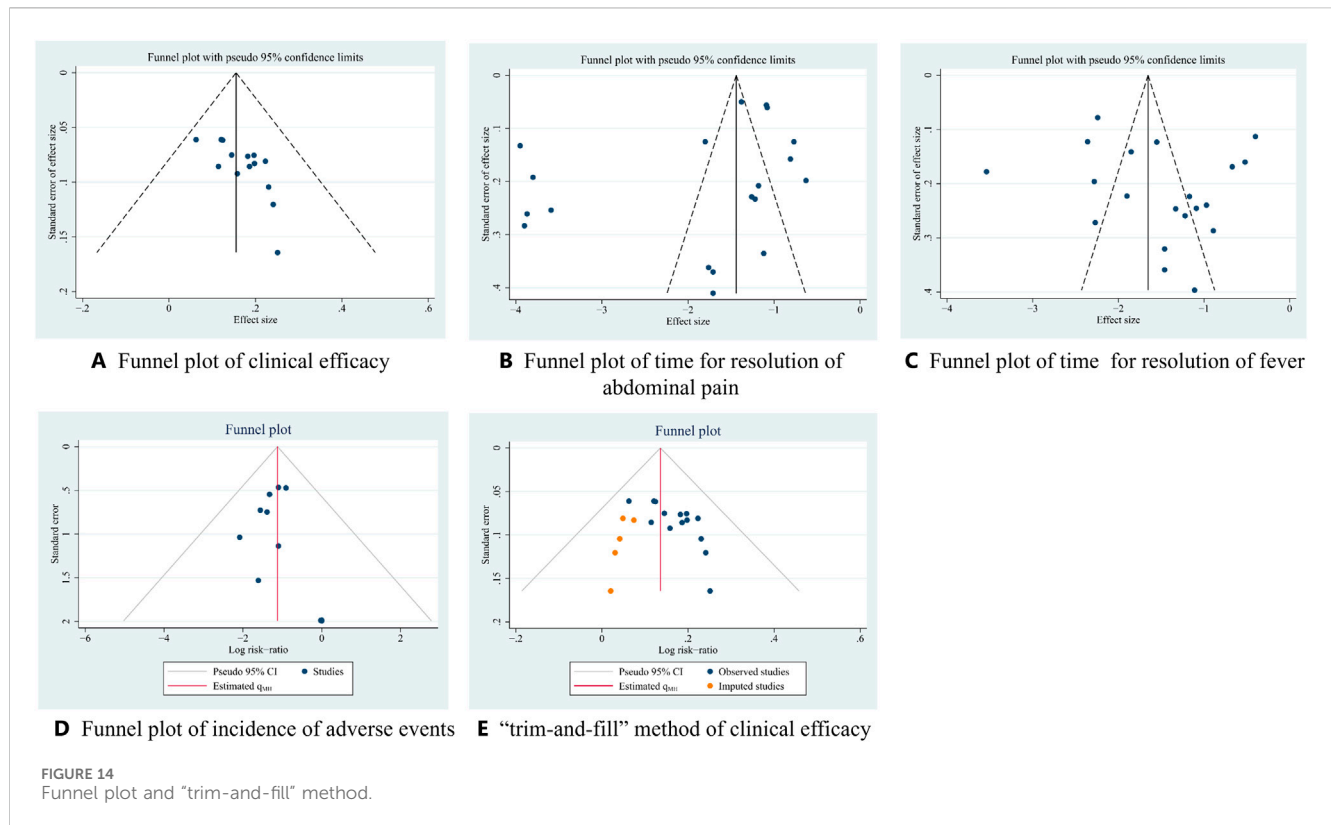 Funnel plot with pseudo 95% confidence limits
Standard error of effect size
0
.05
.1
.15
.2
−.2
0
.2
.4
.6
Effect size
A Funnel plot of clinical efficacy
Funnel plot with pseudo 95% confidence limits
Standard error of effect size
0
.1
.2
.3
.4
−4
−3
−2
−1
0
Effect size
B Funnel plot of time for resolution of
abdominal pain
Funnel plot with pseudo 95% confidence limits
Standard error of effect size
0
.1
.2
.3
.4
−4
−3
−2
−1
0
Effect size
C Funnel plot of time for resolution of fever
Funnel plot
Standard error
0
.5
1
1.5
2
−6
−4
−2
0
2
Log risk−ratio
Pseudo 95% CI
Studies
Estimated qMH
D Funnel plot of incidence of adverse events
Funnel plot
Standard error
0
.05
.1
.15
.2
−.2
0
.2
.4
.6
Log risk−ratio
Pseudo 95% CI
Observed studies
Estimated qMH
Imputed studies
E “trim-and-fill” method of clinical efficacy
FIGURE 14
Funnel plot and “trim-and-fill” method.